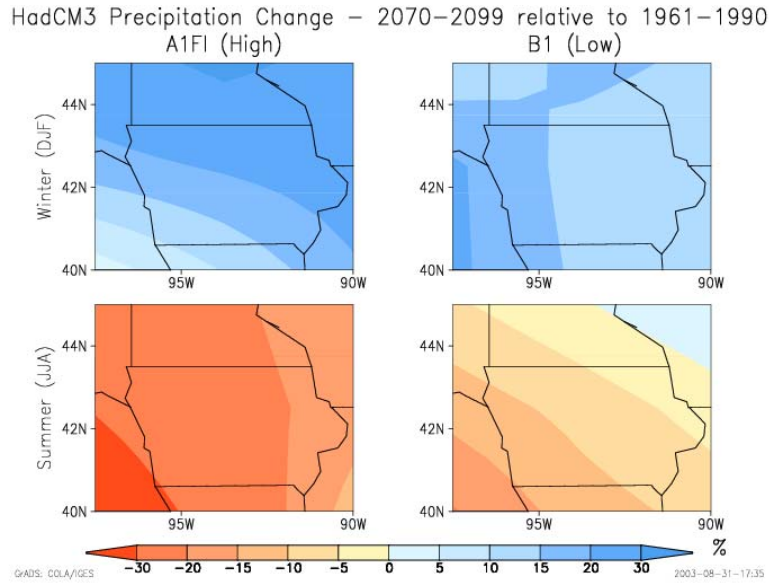 HadCM3 Precipitation Change - 2070-2099 relative to 1961-1990
A1FI (High) B1 (Low)
Winter (DJF)
44N 44N
42N 42N
40N 40N
95W 90W 95W 90W
Summer (JJA)
44N 44N
42N 42N
40N 40N
95W 90W 95W 90W
%
-30 -20 -15 -10 -5 0 5 10 15 20 30
GrADS: COLA/IGES 2003-08-31-17:35